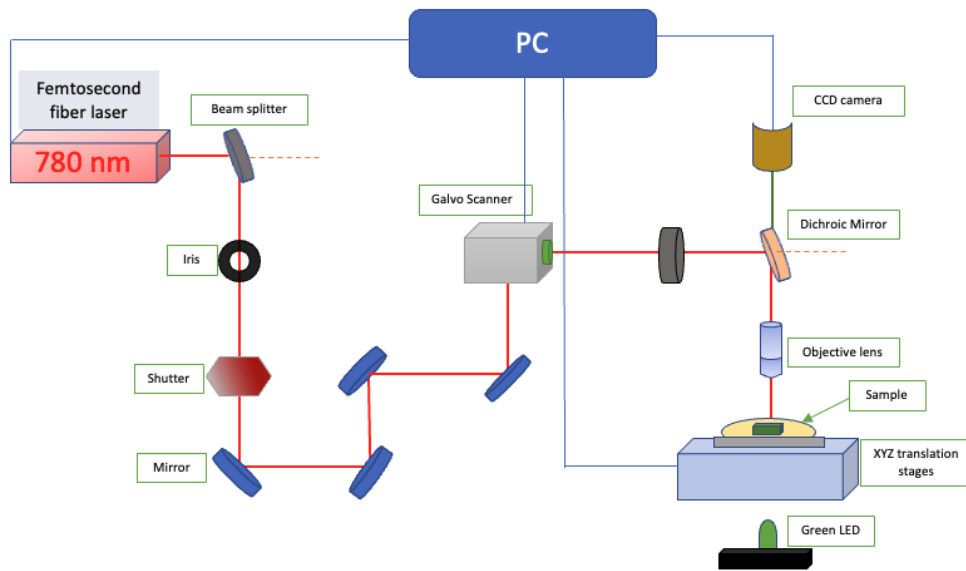 PC
Femtosecond
fiber laser
780 nm
Beam splitter
CCD camera
Galvo Scanner
Dichroic Mirror
Iris
Shutter
Objective lens
Sample
Mirror
XYZ translation
stages
Green LED